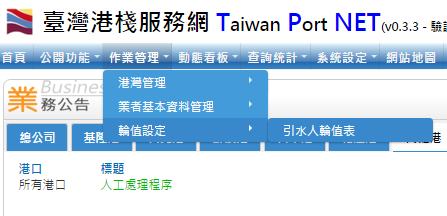 臺灣港棧服務網 Taiwan Port NET(v0.3.3 - 驗
首頁 公開功能 作業管理 動態看板 查詢統計 系統設定 網站地圖
港灣管理
Business
業務公告
業者基本資料管理
輪值設定 引水人輪值表
總公司 基隆
港口 標題
所有港口 人工處理程序